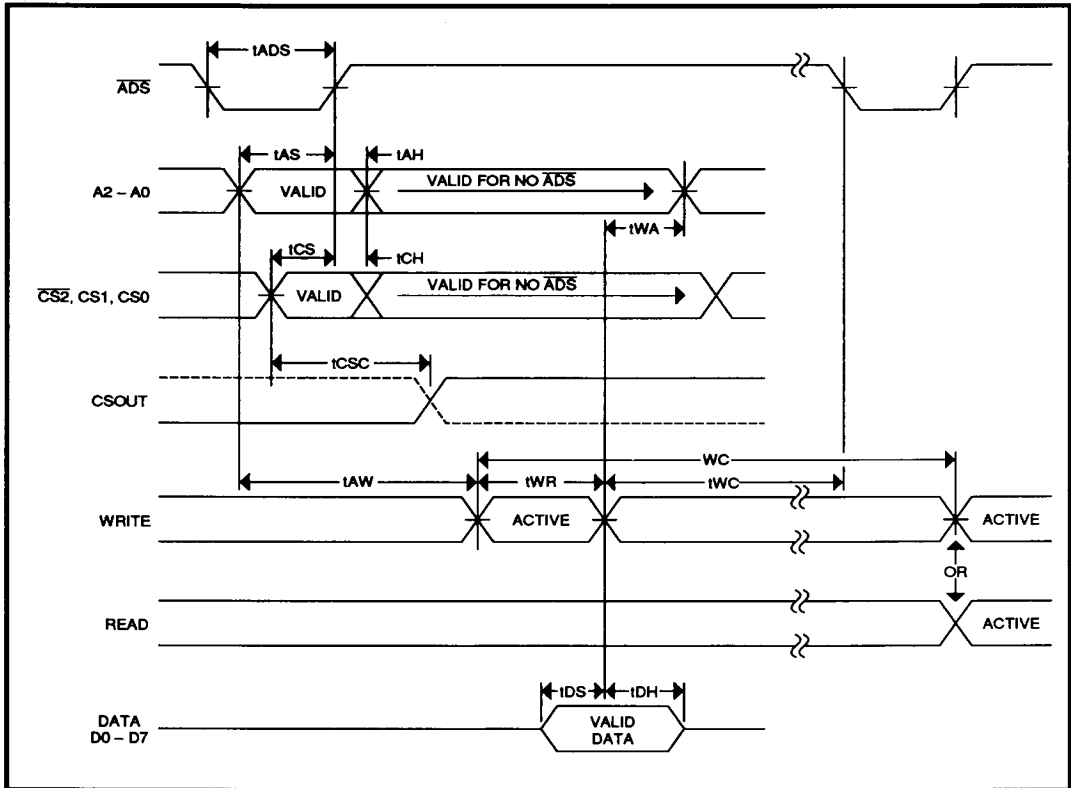 tADS
ADS
tAS
tAH
A2 – A0
VALID
VALID FOR NO ADS
tWA
tCS
tCH
CS2, CS1, CS0
VALID
VALID FOR NO ADS
tCSC
CSOUT
WC
tAW
tWR
tWC
WRITE
ACTIVE
ACTIVE
OR
READ
ACTIVE
tDS
tDH
DATA
D0 – D7
VALID
DATA